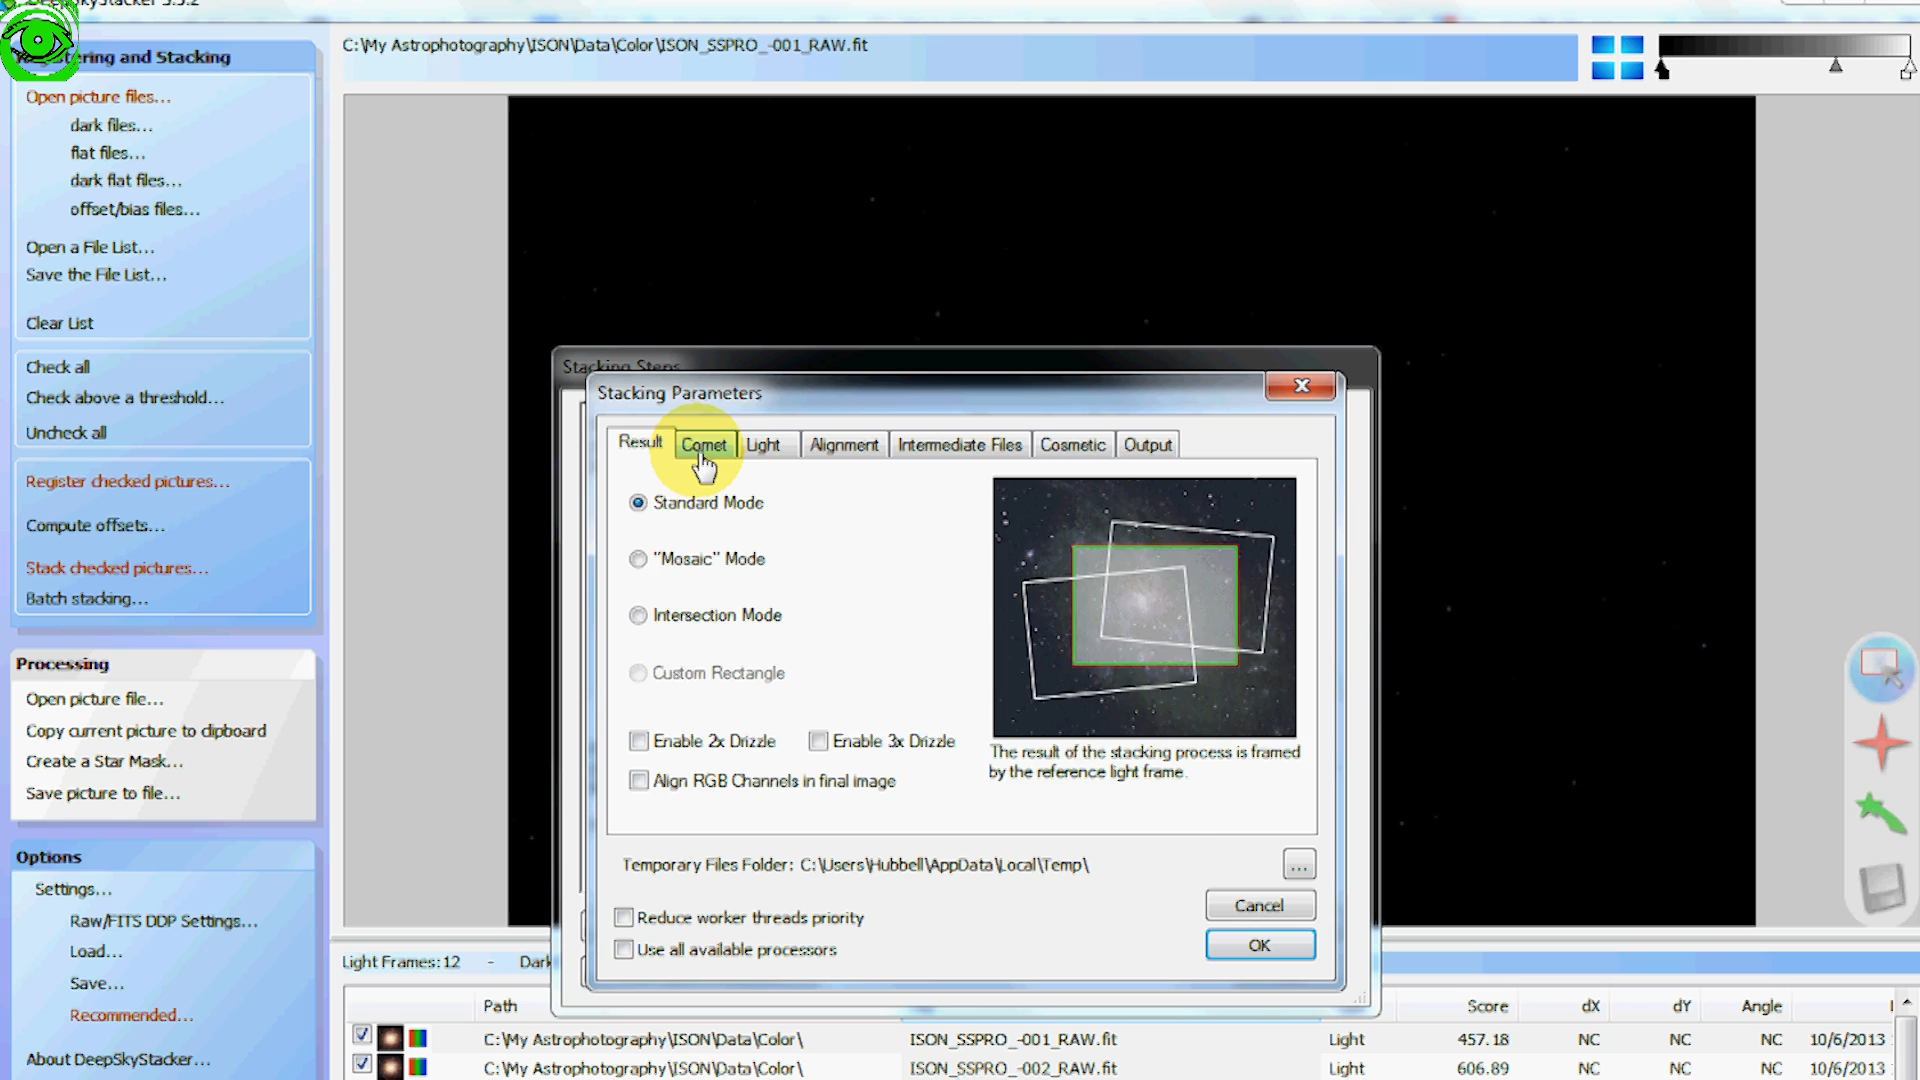 DeepSkyStacker 3.3.2
Registering and Stacking
Open picture files...
dark files...
flat files...
dark flat files...
offset/bias files...
Open a File List...
Save the File List...
Clear List
Check all
Check above a threshold...
Uncheck all
Register checked pictures...
Compute offsets...
Stack checked pictures...
Batch stacking...
Processing
Open picture file...
Copy current picture to clipboard
Create a Star Mask...
Save picture to file...
Options
Settings...
Raw/FITS DDP Settings...
Load...
Save...
Recommended...
About DeepSkyStacker...
C:\My Astrophotography\ISON\Data\Color\ISON_SSPRO_-001_RAW.fit
Stacking Steps
Stacking Parameters
Result Comet Light Alignment Intermediate Files Cosmetic Output
Standard Mode
"Mosaic" Mode
Intersection Mode
Custom Rectangle
Enable 2x Drizzle Enable 3x Drizzle
Align RGB Channels in final image
The result of the stacking process is framed
by the reference light frame.
Temporary Files Folder: C:\Users\Hubbell\AppData\Local\Temp\
...
Reduce worker threads priority
Use all available processors
Cancel
OK
Light Frames: 12 - Dark
Path Score dX dY Angle
C:\My Astrophotography\ISON\Data\Color\ ISON_SSPRO_-001_RAW.fit Light 457.18 NC NC NC 10/6/2013
C:\My Astrophotography\ISON\Data\Color\ ISON_SSPRO_-002_RAW.fit Light 606.89 NC NC NC 10/6/2013